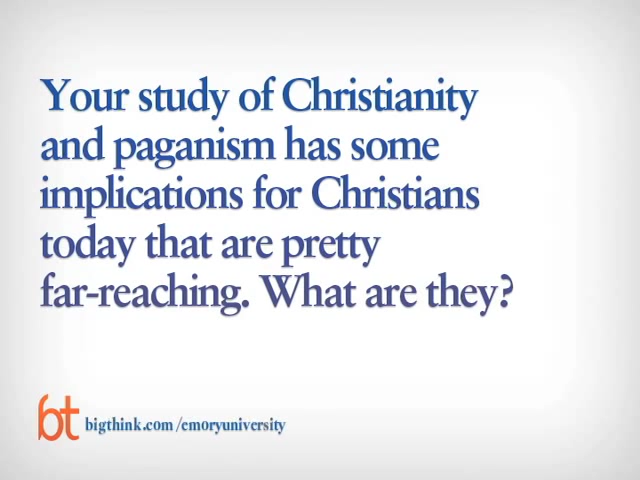 Your study of Christianity
and paganism has some
implications for Christians
today that are pretty
far-reaching. What are they?
bt bigthink.com/emoryuniversity